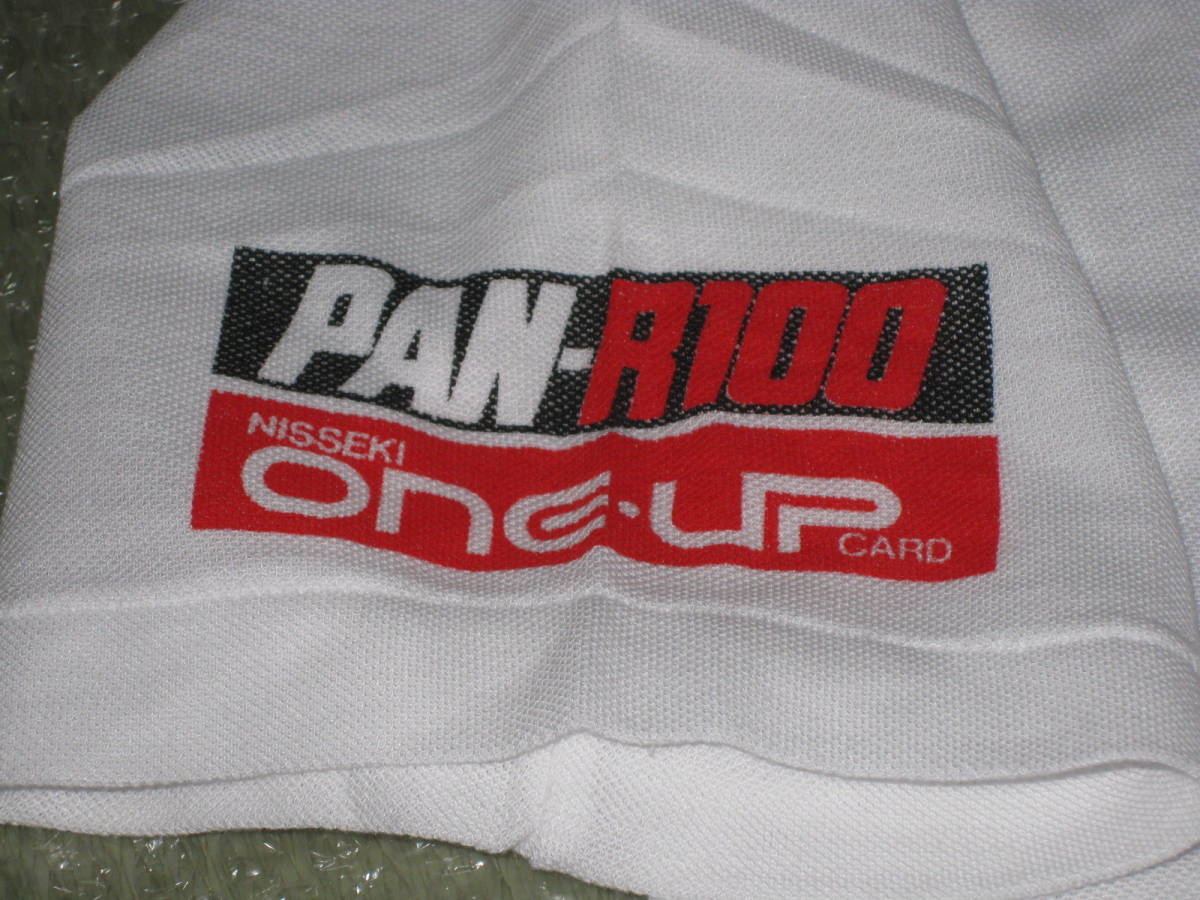 PAN-R100
NISSEKI
one-up
CARD